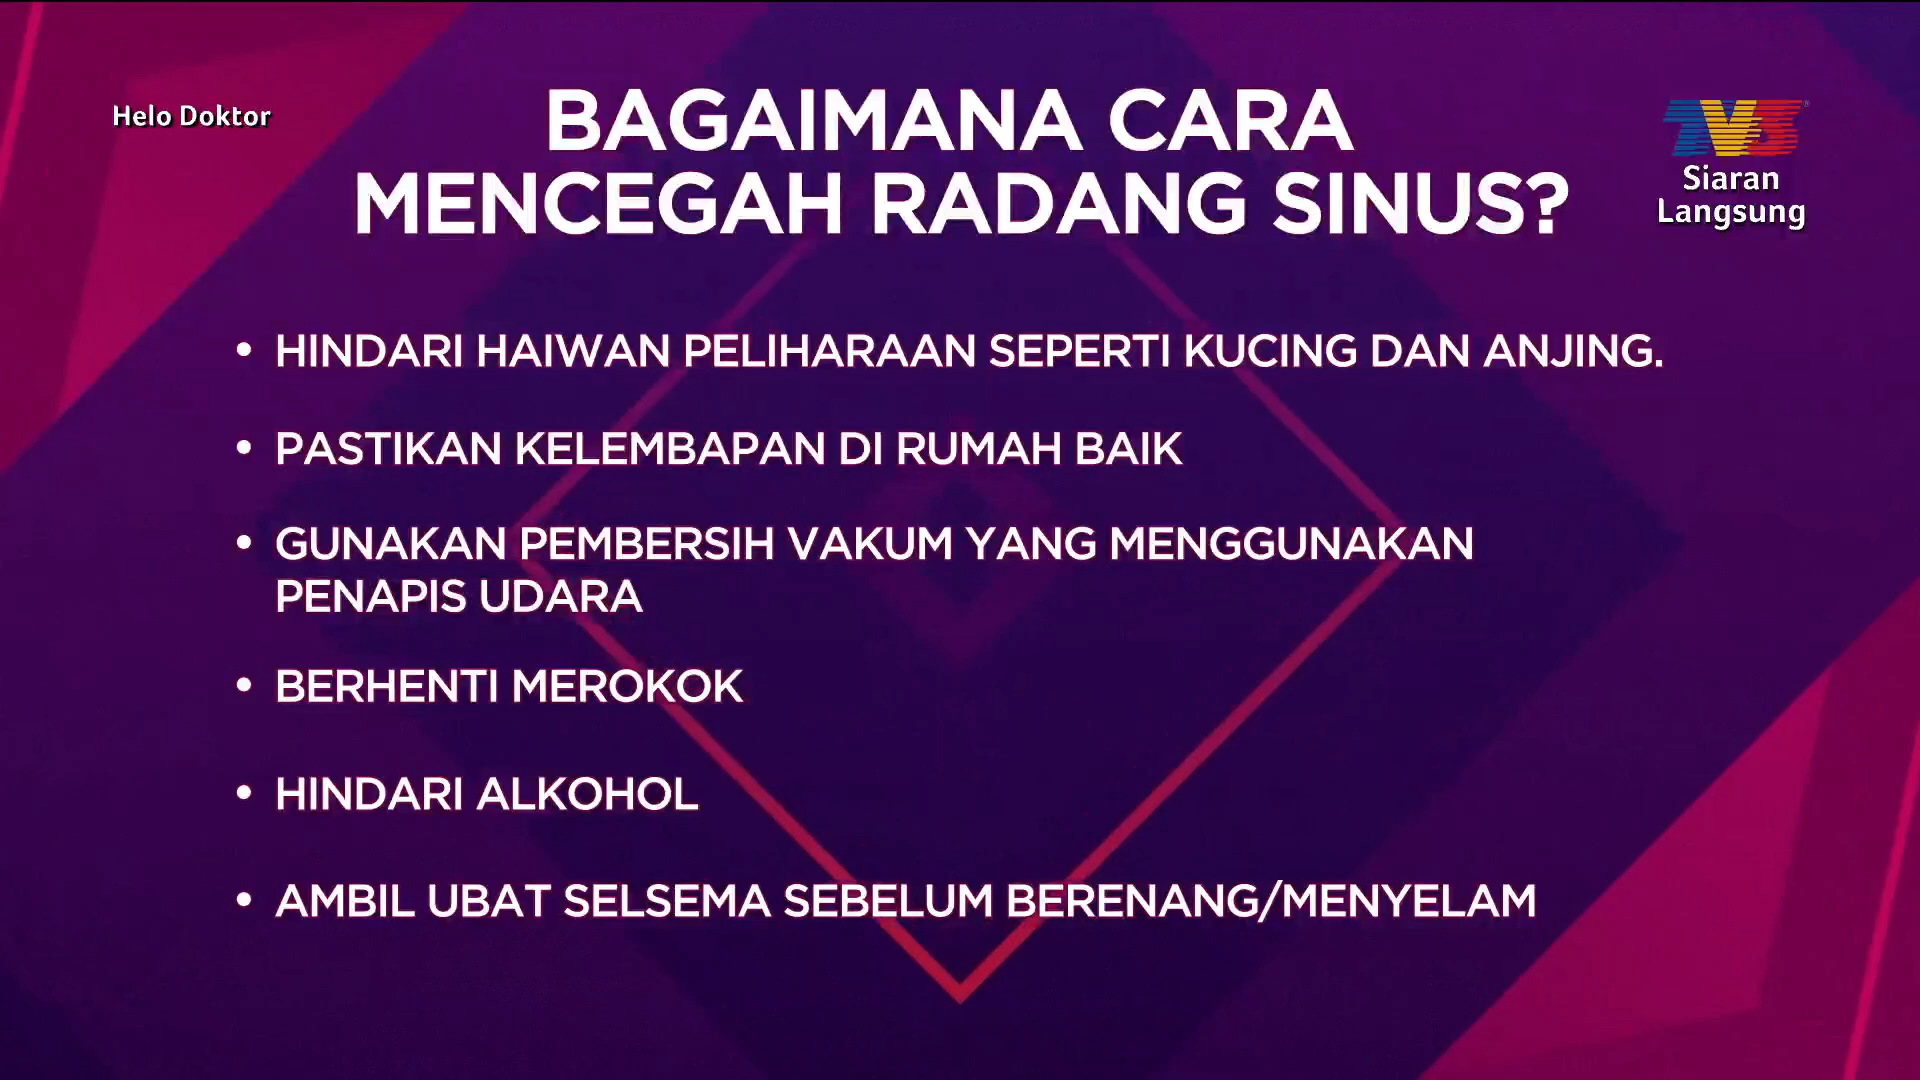 Helo Doktor
BAGAIMANA CARA
MENCEGAH RADANG SINUS?
TV3
Siaran
Langsung
• HINDARI HAIWAN PELIHARAAN SEPERTI KUCING DAN ANJING.
• PASTIKAN KELEMBAPAN DI RUMAH BAIK
• GUNAKAN PEMBERSIH VAKUM YANG MENGGUNAKAN
PENAPIS UDARA
• BERHENTI MEROKOK
• HINDARI ALKOHOL
• AMBIL UBAT SELSEMA SEBELUM BERENANG/MENYELAM